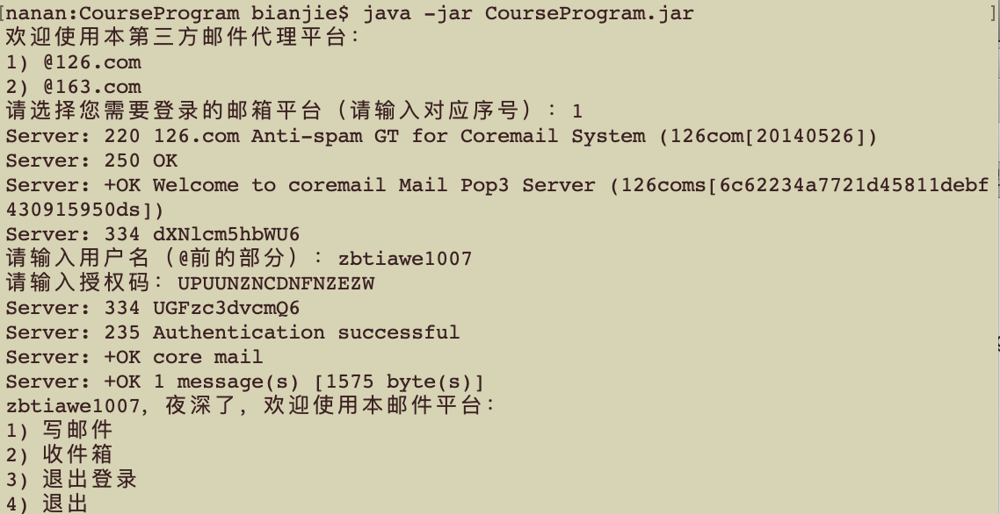 [nanan:CourseProgram bianjie$ java -jar CourseProgram.jar ]
欢迎使用本第三方邮件代理平台：
1) @126.com
2) @163.com
请选择您需要登录的邮箱平台（请输入对应序号）：1
Server: 220 126.com Anti-spam GT for Coremail System (126com[20140526])
Server: 250 OK
Server: +OK Welcome to coremail Mail Pop3 Server (126coms[6c62234a7721d45811debf
430915950ds])
Server: 334 dXNlcm5hbWU6
请输入用户名（@前的部分）：zbtiawe1007
请输入授权码：UPUUNZNCDNFNZEZW
Server: 334 UGFzc3dvcmQ6
Server: 235 Authentication successful
Server: +OK core mail
Server: +OK 1 message(s) [1575 byte(s)]
zbtiawe1007，夜深了，欢迎使用本邮件平台：
1) 写邮件
2) 收件箱
3) 退出登录
4) 退出